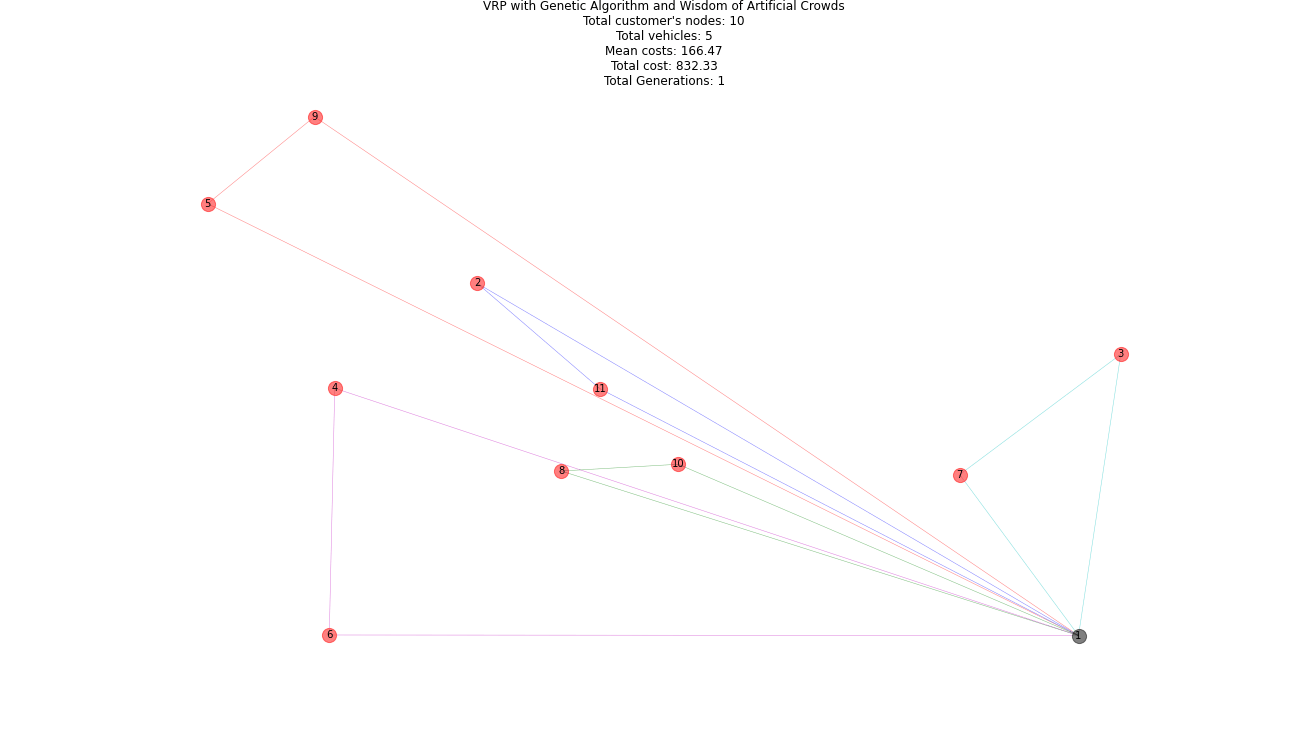 VRP with Genetic Algorithm and Wisdom of Artificial Crowds
Total customer's nodes: 10
Total vehicles: 5
Mean costs: 166.47
Total cost: 832.33
Total Generations: 1
9
5
2
3
4
11
10
8
7
6
1